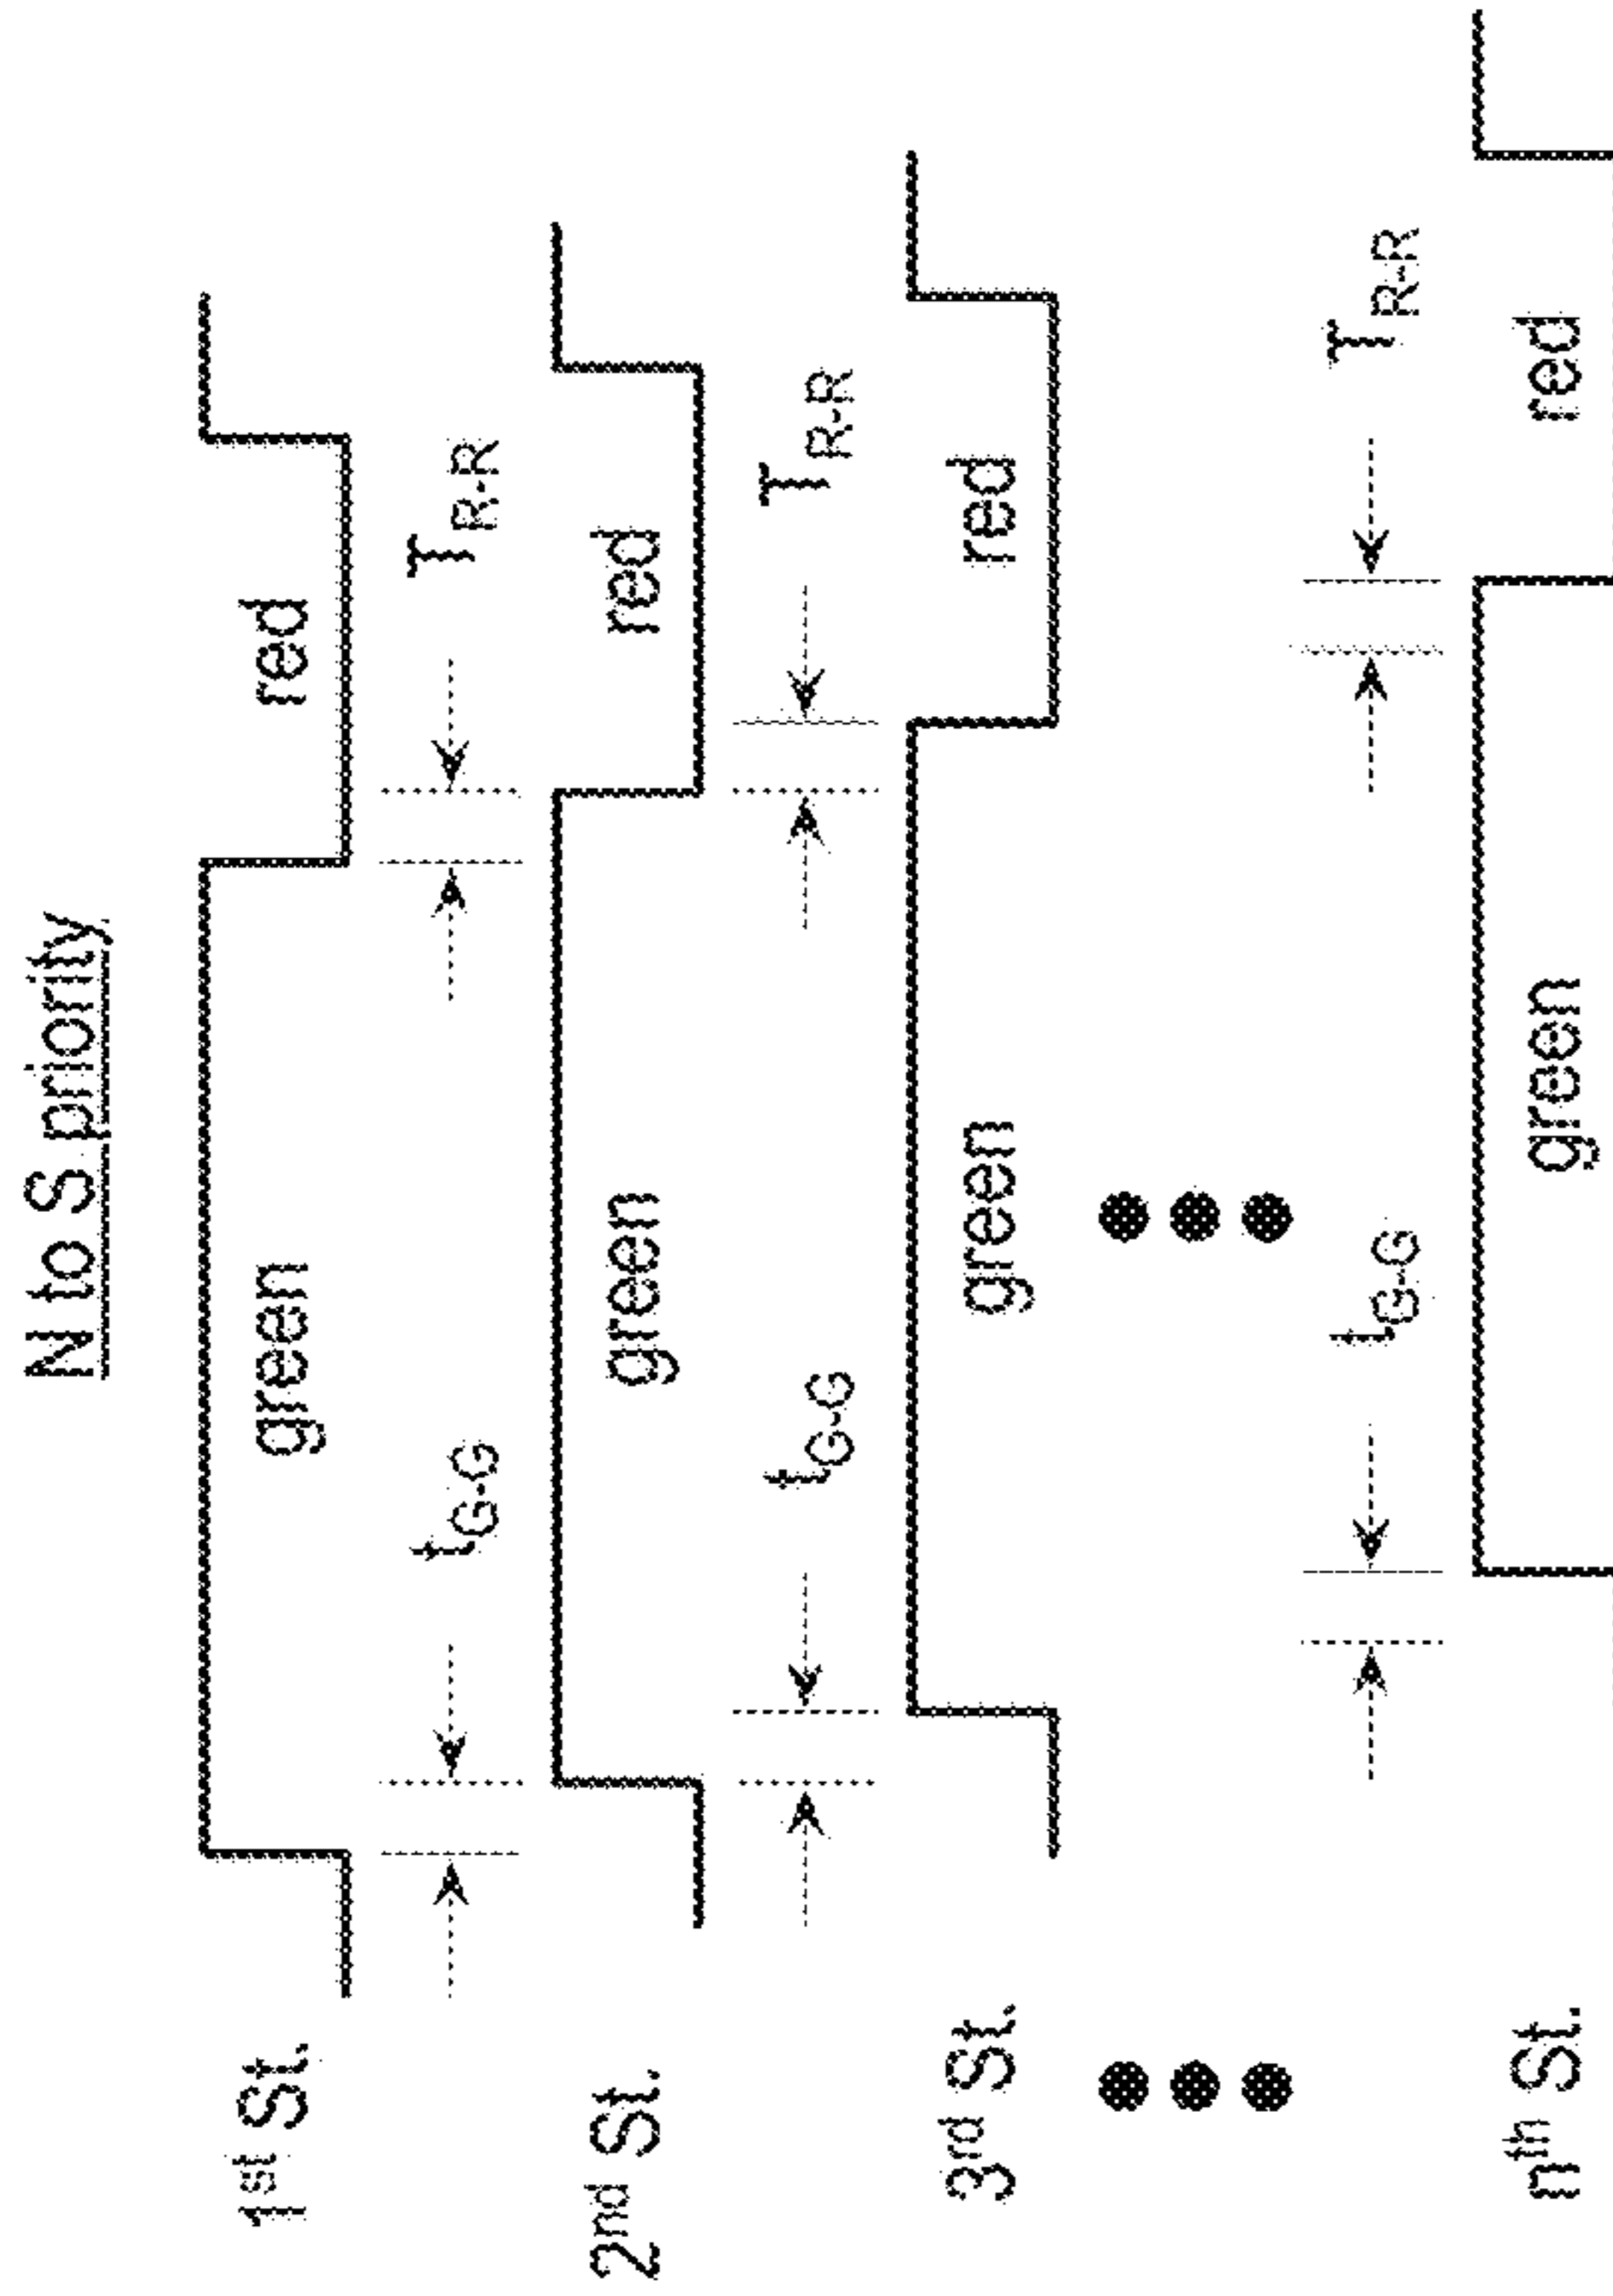 N to S priority
1st St.
green
red
tG-G
TR-R
2nd St.
green
red
tG-G
TR-R
3rd St.
green
red
tG-G
TR-R
nth St.
green
red